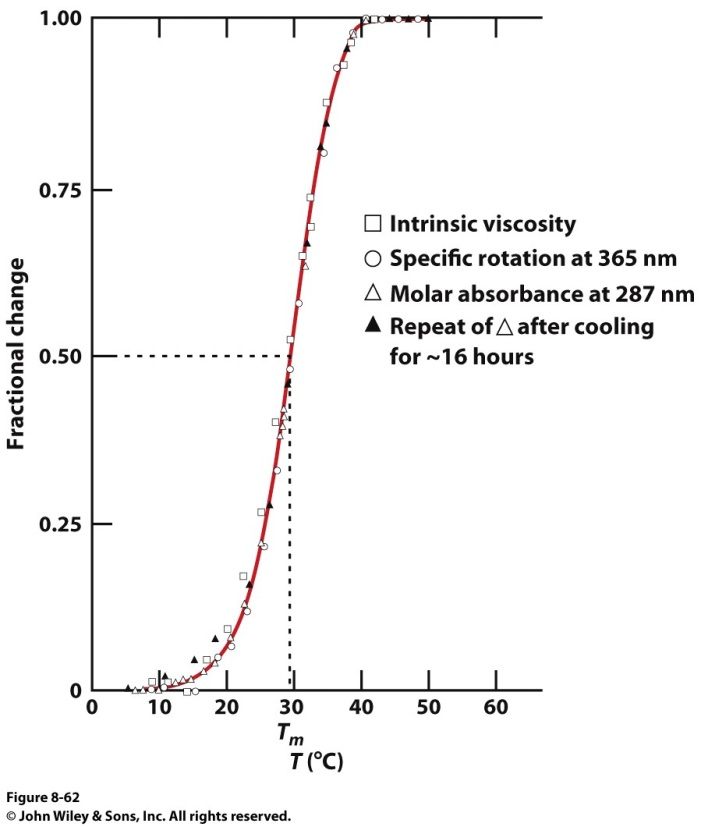 1.00
0.75
0.50
0.25
0
Fractional change
□ Intrinsic viscosity
○ Specific rotation at 365 nm
△ Molar absorbance at 287 nm
▲ Repeat of △ after cooling
for ~16 hours
0 10 20 30 40 50 60
Tm
T (°C)
Figure 8-62
© John Wiley & Sons, Inc. All rights reserved.